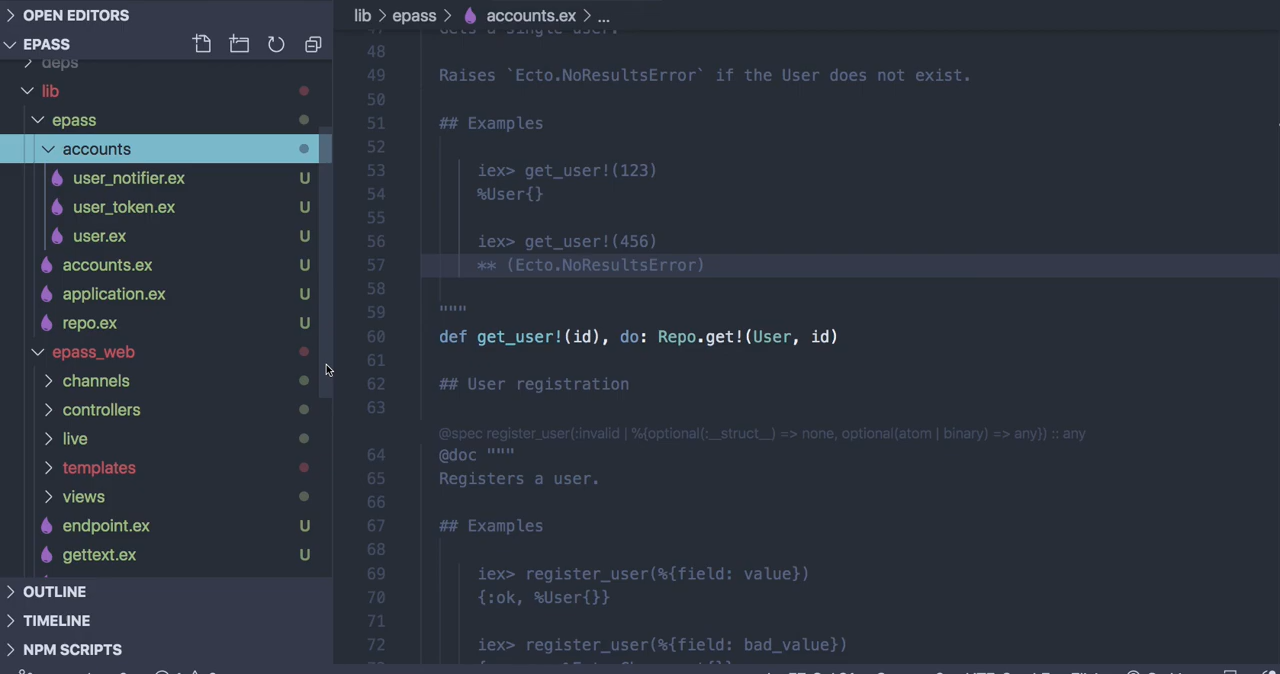 OPEN EDITORS
EPASS
deps
lib
epass
accounts
user_notifier.ex U
user_token.ex U
user.ex U
accounts.ex U
application.ex U
repo.ex U
epass_web
channels
controllers
live
templates
views
endpoint.ex U
gettext.ex U
OUTLINE
TIMELINE
NPM SCRIPTS
lib > epass > accounts.ex > ...
47 Gets a single user.
48
49 Raises `Ecto.NoResultsError` if the User does not exist.
50
51 ## Examples
52
53 iex> get_user!(123)
54 %User{}
55
56 iex> get_user!(456)
57 ** (Ecto.NoResultsError)
58
59 """
60 def get_user!(id), do: Repo.get!(User, id)
61
62 ## User registration
63
@spec register_user(:invalid | %{optional(:__struct__) => none, optional(atom | binary) => any}) :: any
64 @doc """
65 Registers a user.
66
67 ## Examples
68
69 iex> register_user(%{field: value})
70 {:ok, %User{}}
71
72 iex> register_user(%{field: bad_value})